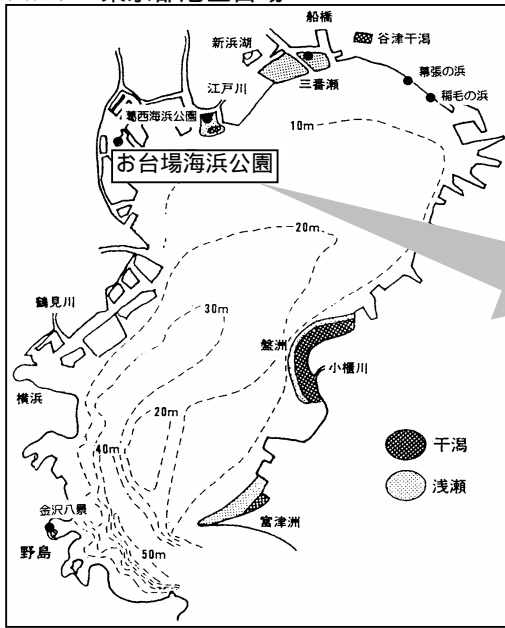 船橋
新浜湖
谷津干潟
江戸川
三番瀬
幕張の浜
稲毛の浜
葛西海浜公園
10m
お台場海浜公園
20m
鶴見川
30m
盤洲
小櫃川
横浜
20m
干潟
40m
浅瀬
金沢八景
富津洲
野島
50m